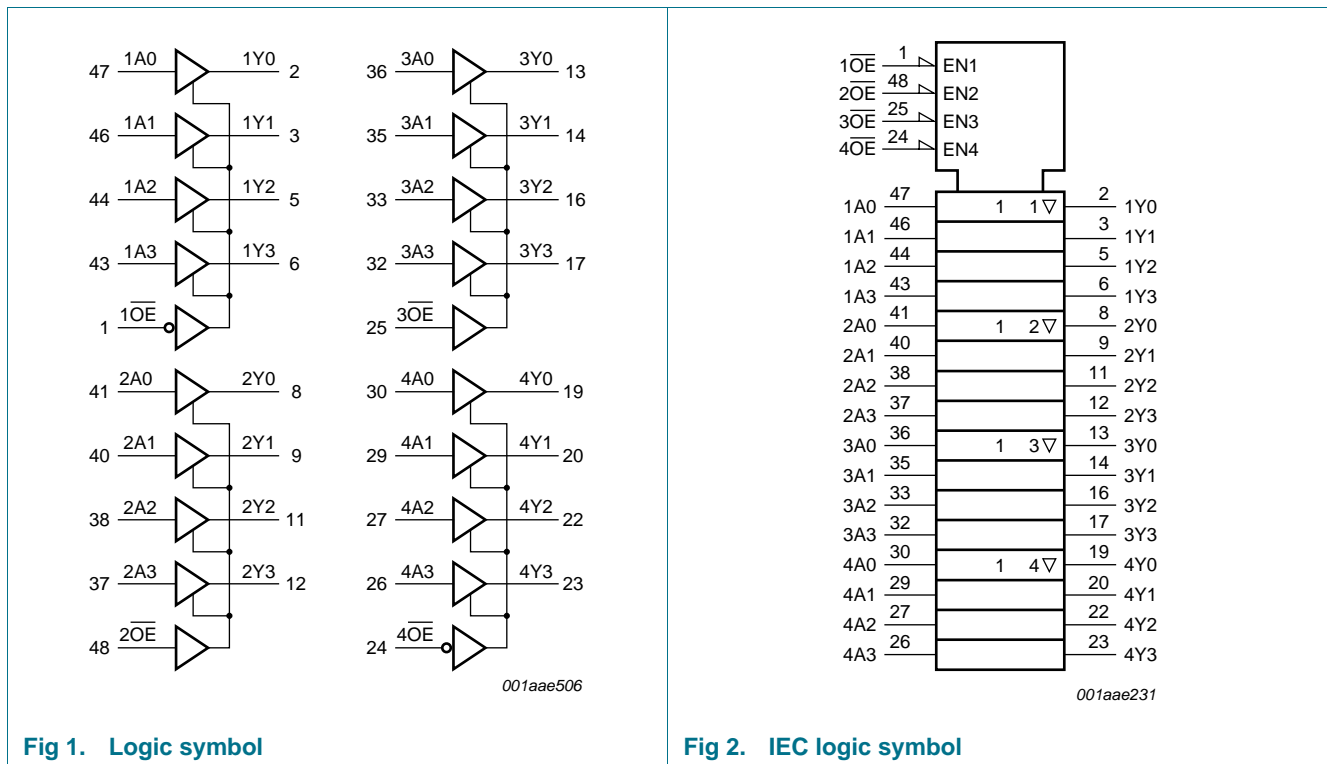 47 1A0 1Y0 2
46 1A1 1Y1 3
44 1A2 1Y2 5
43 1A3 1Y3 6
1 1O̅E̅
41 2A0 2Y0 8
40 2A1 2Y1 9
38 2A2 2Y2 11
37 2A3 2Y3 12
48 2O̅E̅
36 3A0 3Y0 13
35 3A1 3Y1 14
33 3A2 3Y2 16
32 3A3 3Y3 17
25 3O̅E̅
30 4A0 4Y0 19
29 4A1 4Y1 20
27 4A2 4Y2 22
26 4A3 4Y3 23
24 4O̅E̅
001aae506
Fig 1. Logic symbol
1O̅E̅ 1 EN1
2O̅E̅ 48 EN2
3O̅E̅ 25 EN3
4O̅E̅ 24 EN4
1A0 47 1 1▽ 2 1Y0
1A1 46 3 1Y1
1A2 44 5 1Y2
1A3 43 6 1Y3
2A0 41 1 2▽ 8 2Y0
2A1 40 9 2Y1
2A2 38 11 2Y2
2A3 37 12 2Y3
3A0 36 1 3▽ 13 3Y0
3A1 35 14 3Y1
3A2 33 16 3Y2
3A3 32 17 3Y3
4A0 30 1 4▽ 19 4Y0
4A1 29 20 4Y1
4A2 27 22 4Y2
4A3 26 23 4Y3
001aae231
Fig 2. IEC logic symbol